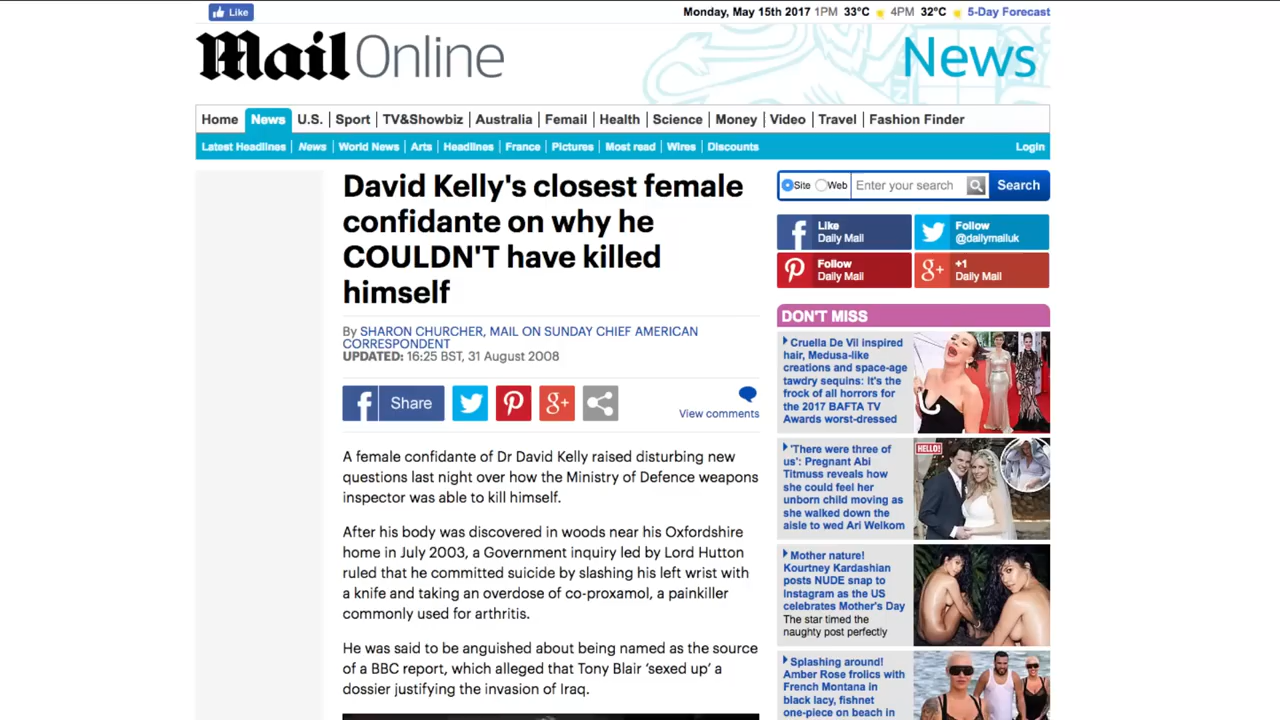 Like
Monday, May 15th 2017 1PM 33°C 4PM 32°C 5-Day Forecast
Mail Online
News
Home News U.S. Sport TV&Showbiz Australia Femail Health Science Money Video Travel Fashion Finder
Latest Headlines News World News Arts Headlines France Pictures Most read Wires Discounts Login
David Kelly's closest female
confidante on why he
COULDN'T have killed
himself
By SHARON CHURCHER, MAIL ON SUNDAY CHIEF AMERICAN
CORRESPONDENT
UPDATED: 16:25 BST, 31 August 2008
Share
View comments
A female confidante of Dr David Kelly raised disturbing new
questions last night over how the Ministry of Defence weapons
inspector was able to kill himself.
After his body was discovered in woods near his Oxfordshire
home in July 2003, a Government inquiry led by Lord Hutton
ruled that he committed suicide by slashing his left wrist with
a knife and taking an overdose of co-proxamol, a painkiller
commonly used for arthritis.
He was said to be anguished about being named as the source
of a BBC report, which alleged that Tony Blair ‘sexed up’ a
dossier justifying the invasion of Iraq.
Site Web Enter your search Search
Like
Daily Mail
Follow
@dailymailuk
Follow
Daily Mail
+1
Daily Mail
DON'T MISS
Cruella De Vil inspired
hair, Medusa-like
creations and space-age
tawdry sequins: It's the
frock of all horrors for
the 2017 BAFTA TV
Awards worst-dressed
'There were three of
us': Pregnant Abi
Titmuss reveals how
she could feel her
unborn child moving as
she walked down the
aisle to wed Ari Welkom
HELLO!
Mother nature!
Kourtney Kardashian
posts NUDE snap to
Instagram as the US
celebrates Mother's Day
The star timed the
naughty post perfectly
Splashing around!
Amber Rose frolics with
French Montana in
black lacy, fishnet
one-piece on beach in